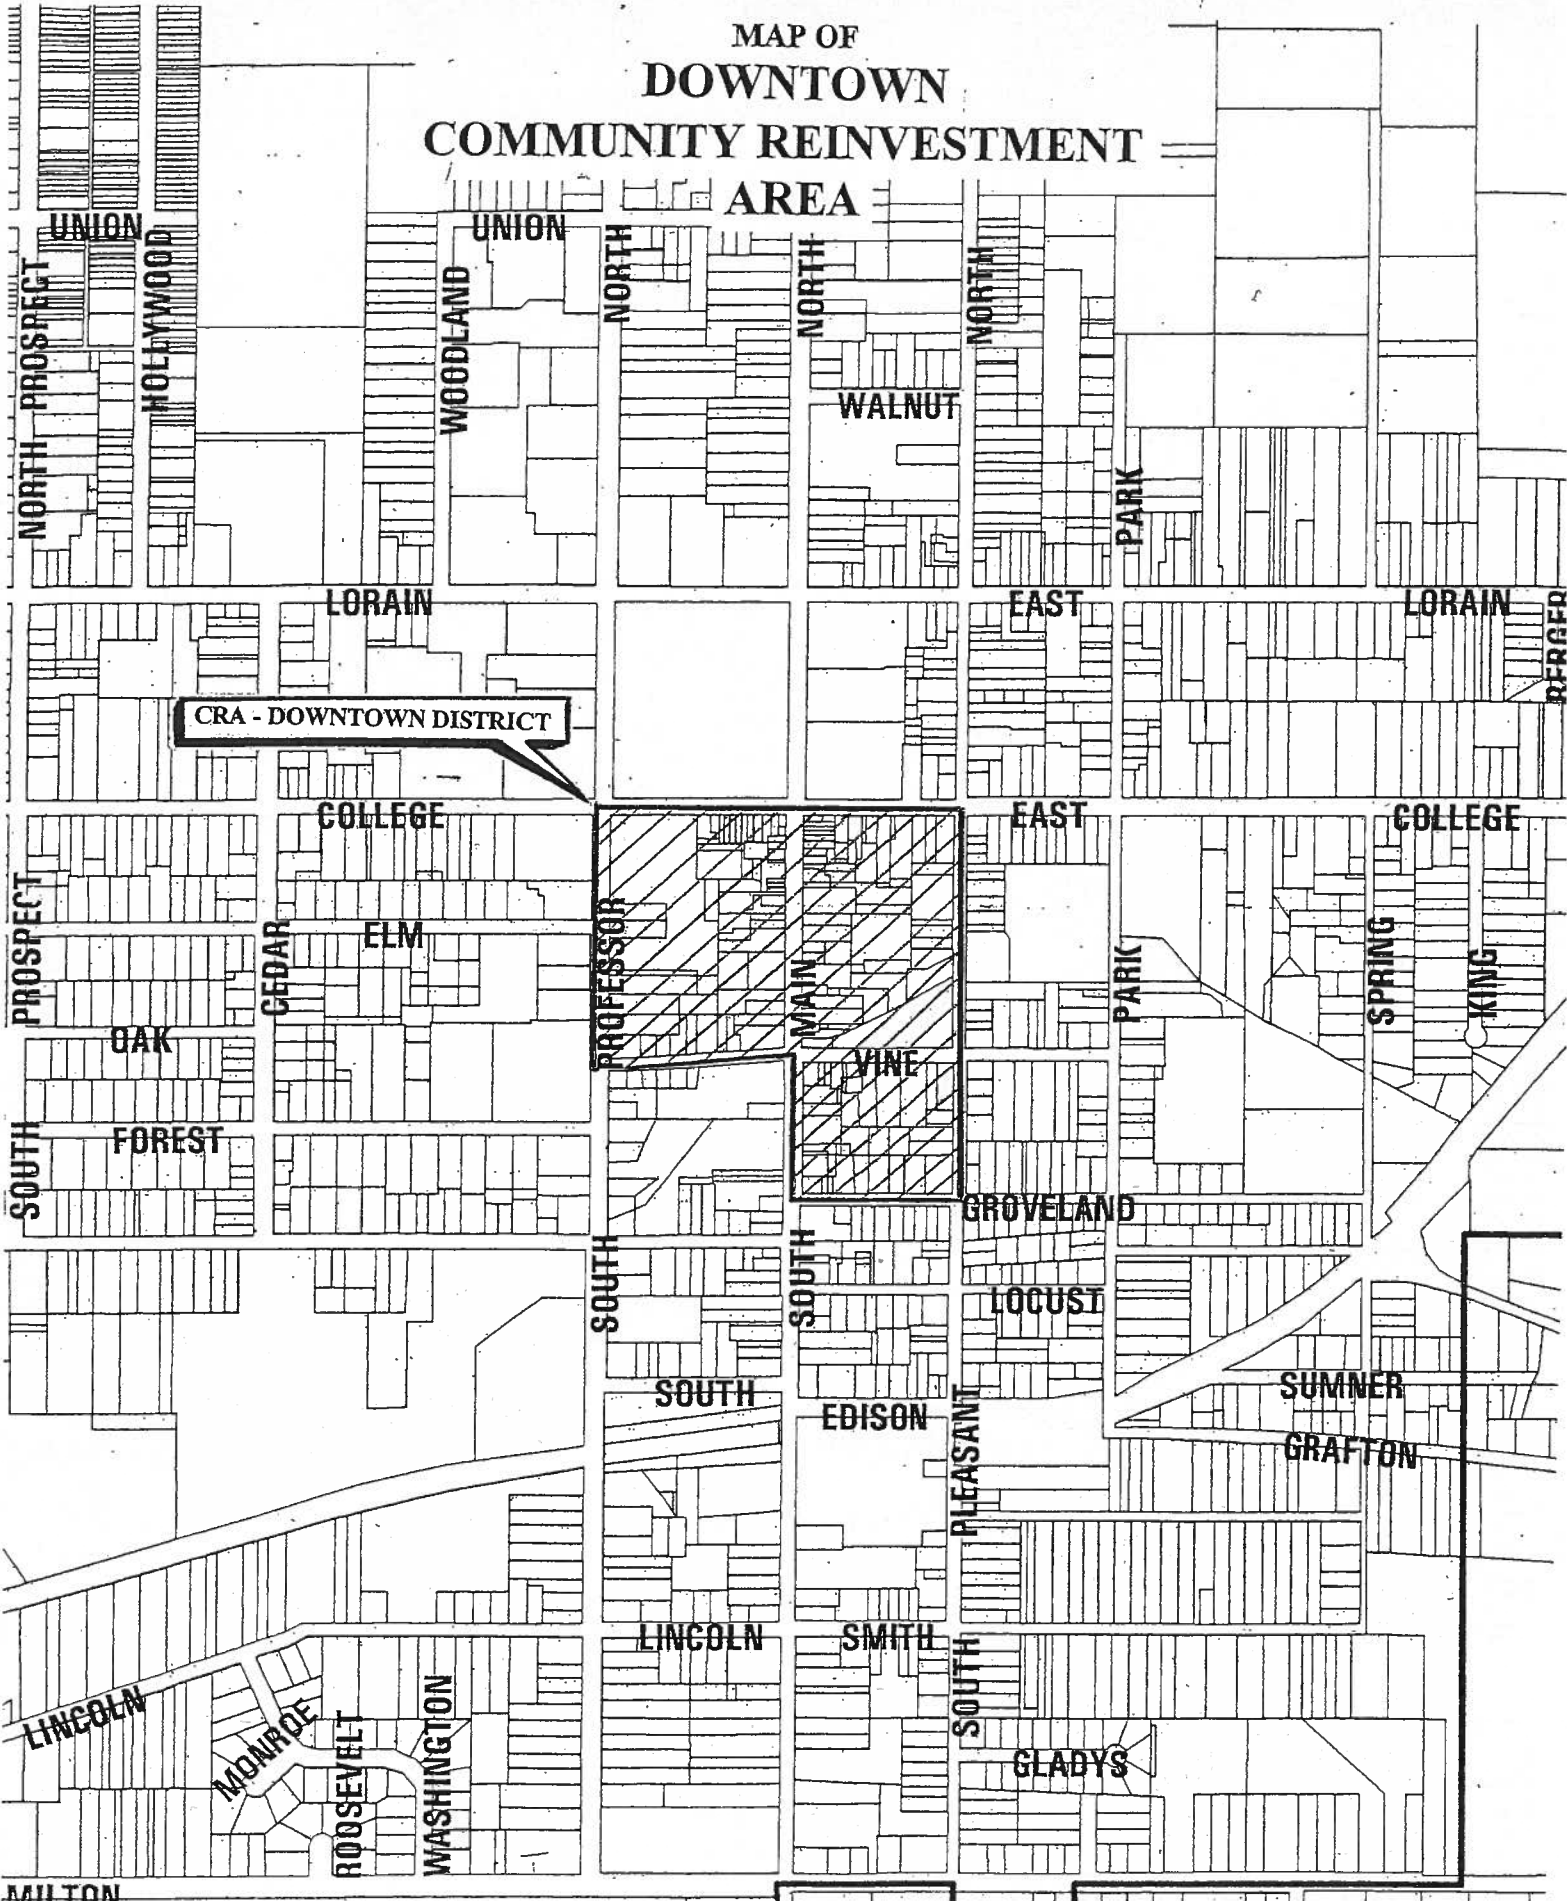 MAP OF
DOWNTOWN
COMMUNITY REINVESTMENT
AREA
UNION
UNION
NORTH
NORTH
NORTH
HOLLYWOOD
NORTH PROSPECT
WOODLAND
WALNUT
PARK
LORAIN
EAST
LORAIN
BERGER
CRA - DOWNTOWN DISTRICT
COLLEGE
EAST
COLLEGE
PROSPECT
CEDAR
ELM
PROFESSOR
MAIN
PARK
SPRING
KING
OAK
VINE
SOUTH
FOREST
GROVELAND
SOUTH
SOUTH
LOCUST
SOUTH
EDISON
PLEASANT
SUMNER
GRAFTON
LINCOLN
SMITH
SOUTH
LINCOLN
MONROE
ROOSEVELT
WASHINGTON
GLADYS
MILTON